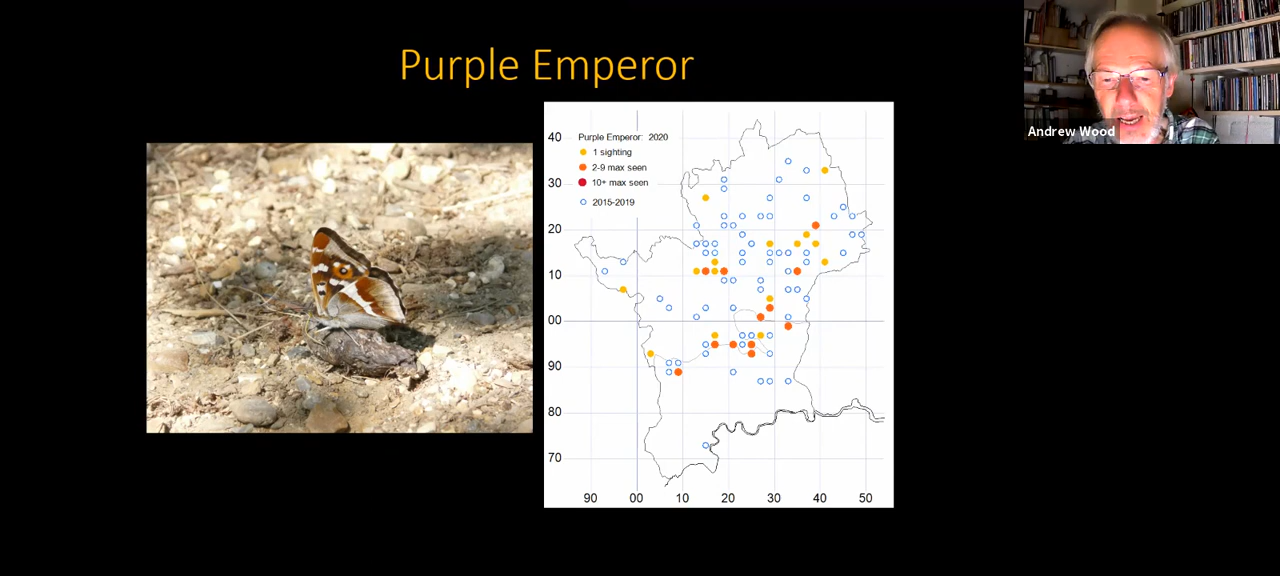 Purple Emperor
Andrew Wood
Purple Emperor: 2020
1 sighting
2-9 max seen
10+ max seen
2015-2019
40
30
20
10
00
90
80
70
90 00 10 20 30 40 50